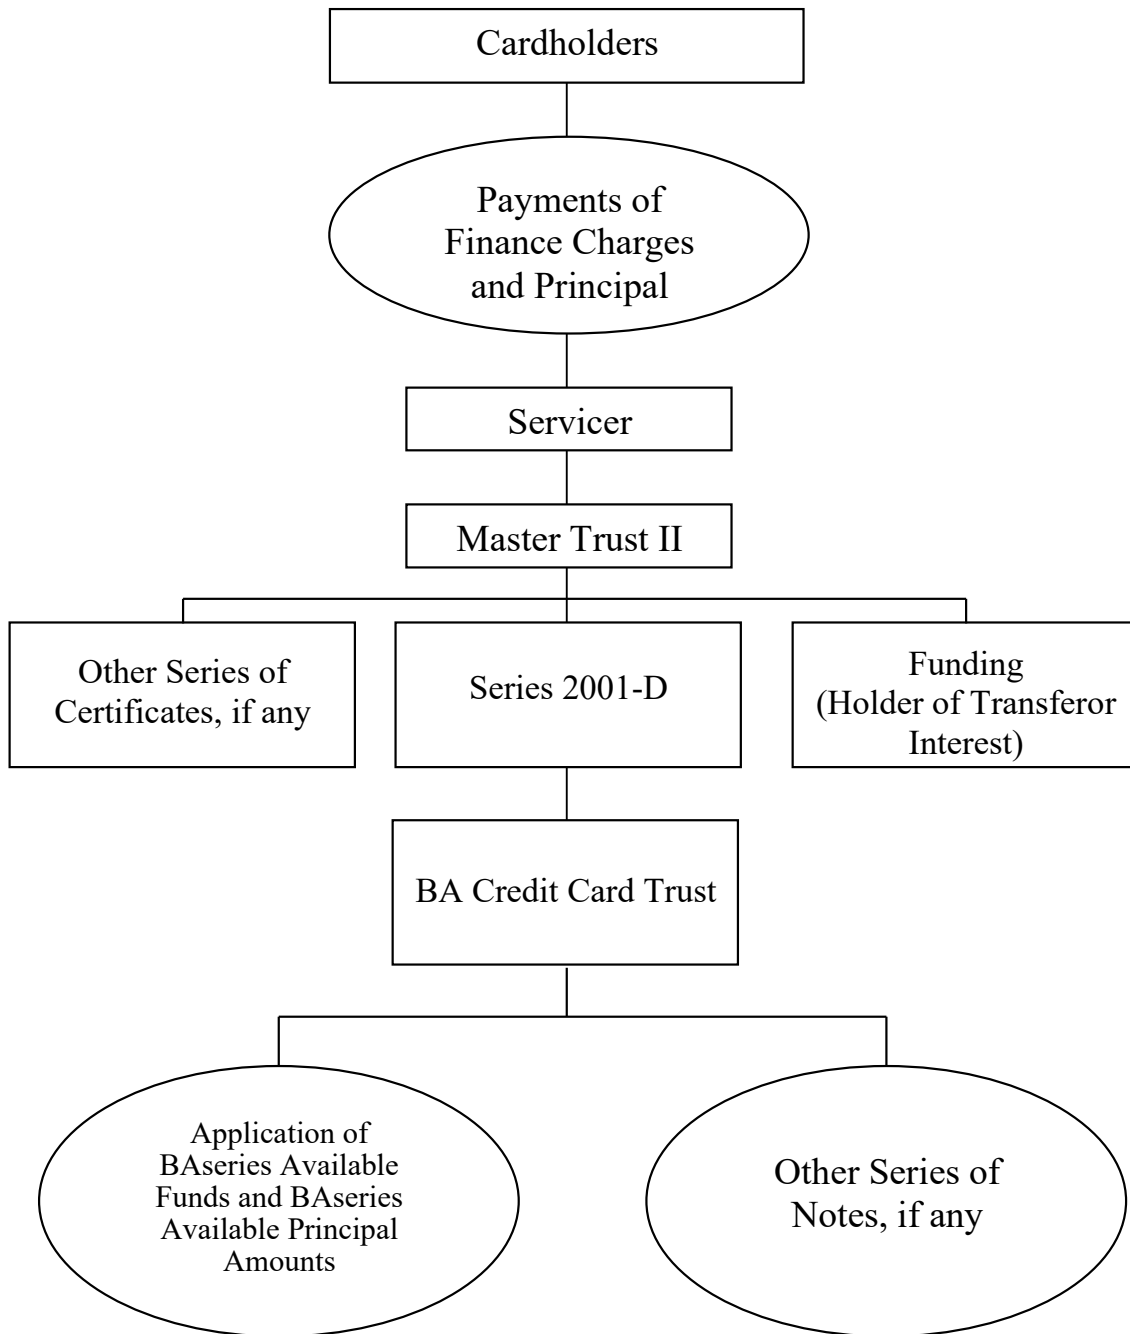 Cardholders
Payments of
Finance Charges
and Principal
Servicer
Master Trust II
Other Series of
Certificates, if any
Series 2001-D
Funding
(Holder of Transferor
Interest)
BA Credit Card Trust
Application of
BAseries Available
Funds and BAseries
Available Principal
Amounts
Other Series of
Notes, if any